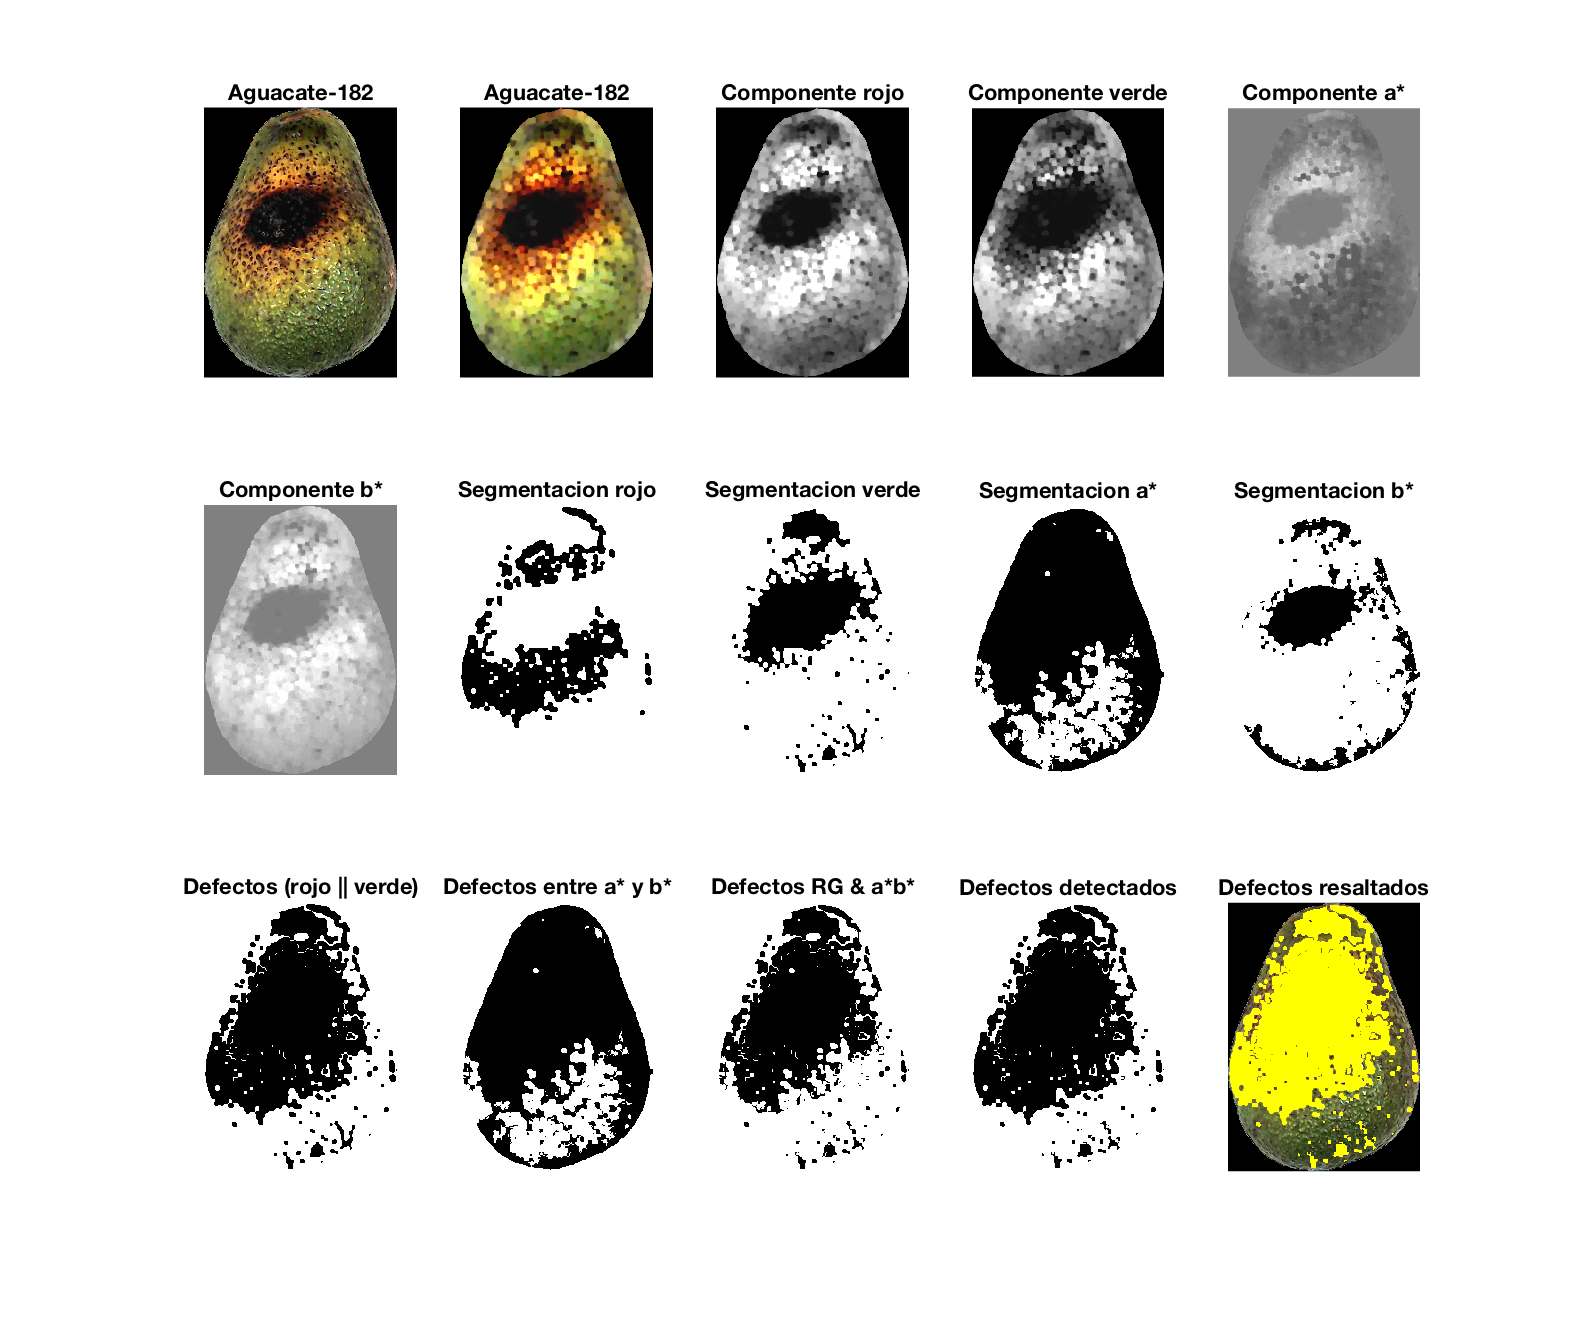 Aguacate-182
Aguacate-182
Componente rojo
Componente verde
Componente a*
Componente b*
Segmentacion rojo
Segmentacion verde
Segmentacion a*
Segmentacion b*
Defectos (rojo || verde)
Defectos entre a* y b*
Defectos RG & a*b*
Defectos detectados
Defectos resaltados